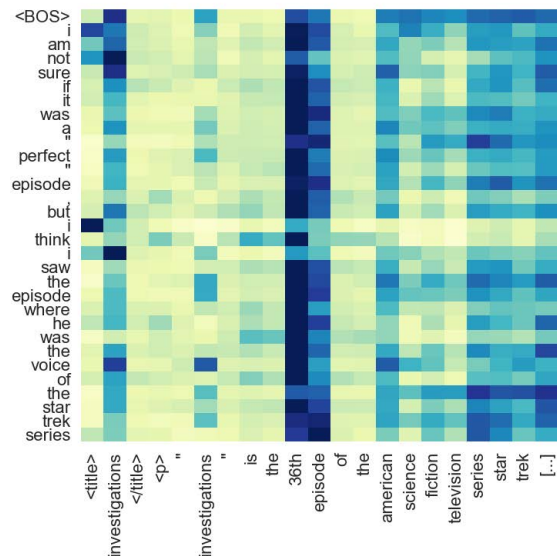 <BOS>
i
am
not
sure
if
it
was
a
"
perfect
"
episode
,
but
i
think
i
saw
the
episode
where
he
was
the
voice
of
the
star
trek
series
<title>
investigations
</title>
<p>
"
investigations
"
is
the
36th
episode
of
the
american
science
fiction
television
series
star
trek
[...]